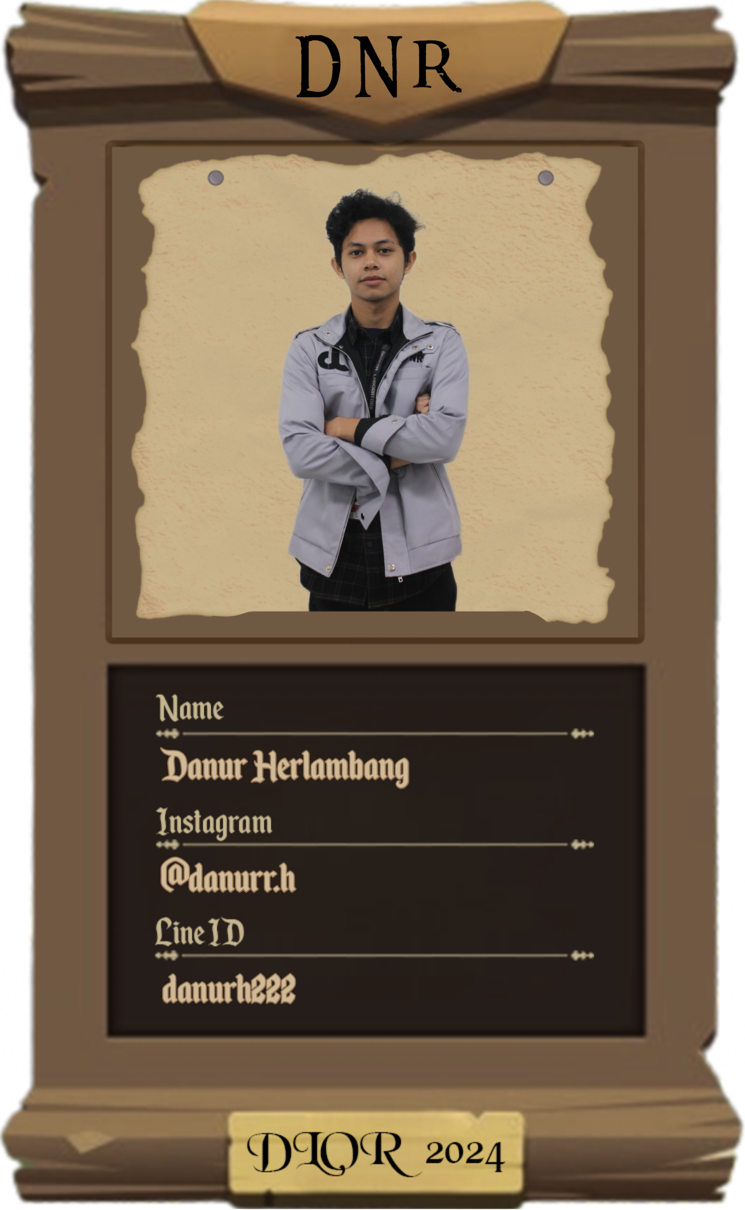 DNR
Name
Danur Herlambang
Instagram
@danurr.h
Line ID
danurh222
DLOR 2024